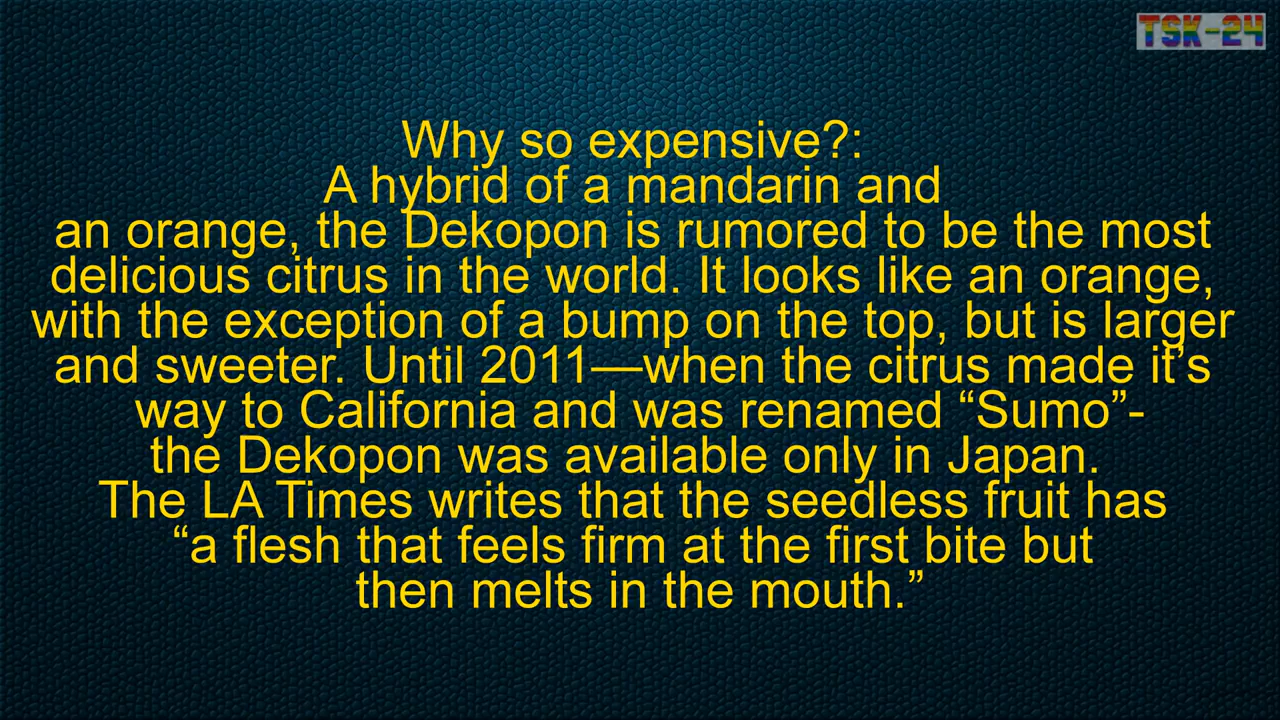 TSK-24
Why so expensive?:
A hybrid of a mandarin and
an orange, the Dekopon is rumored to be the most
delicious citrus in the world. It looks like an orange,
with the exception of a bump on the top, but is larger
and sweeter. Until 2011—when the citrus made it’s
way to California and was renamed “Sumo”-
the Dekopon was available only in Japan.
The LA Times writes that the seedless fruit has
“a flesh that feels firm at the first bite but
then melts in the mouth.”